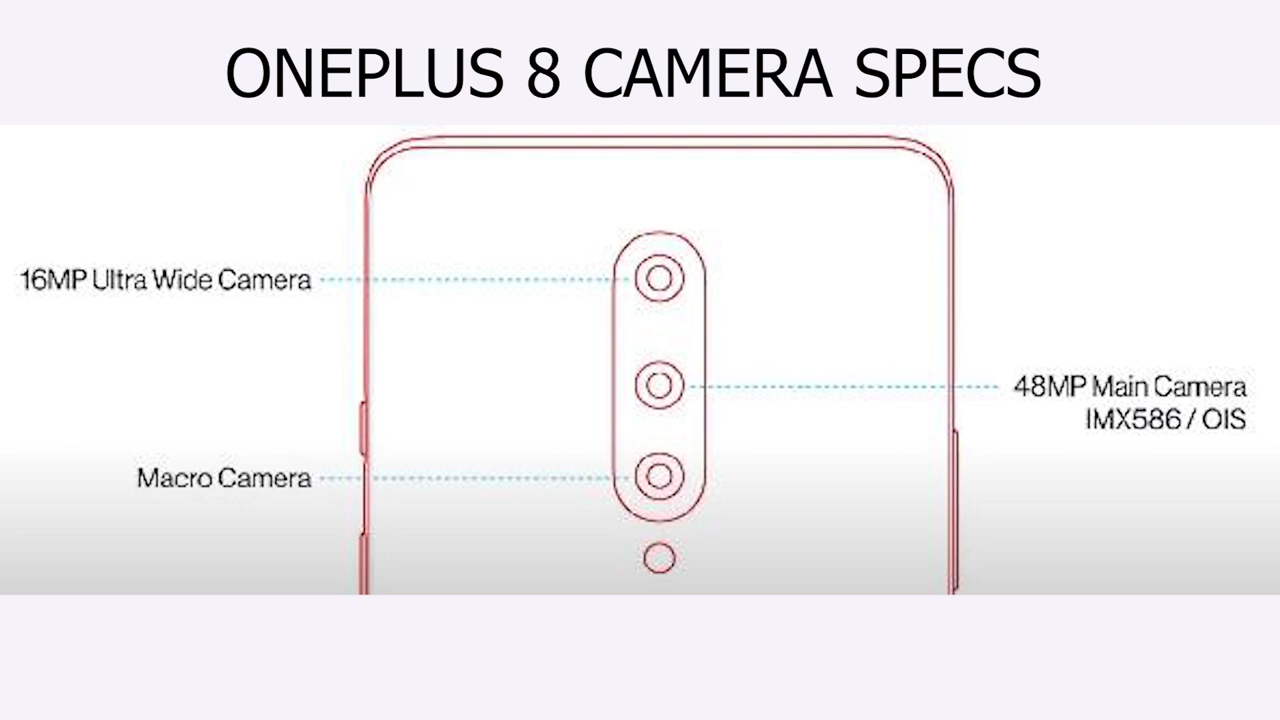 ONEPLUS 8 CAMERA SPECS
16MP Ultra Wide Camera
48MP Main Camera
IMX586 / OIS
Macro Camera